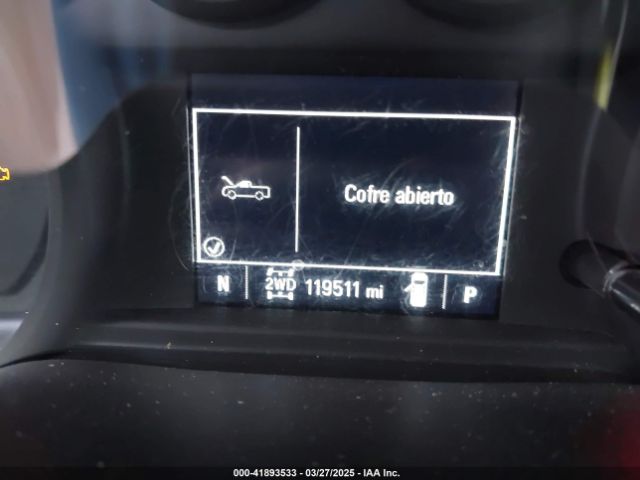 Cofre abierto
N 2WD 119511 mi P
000-41893533 - 03/27/2025 - IAA Inc.